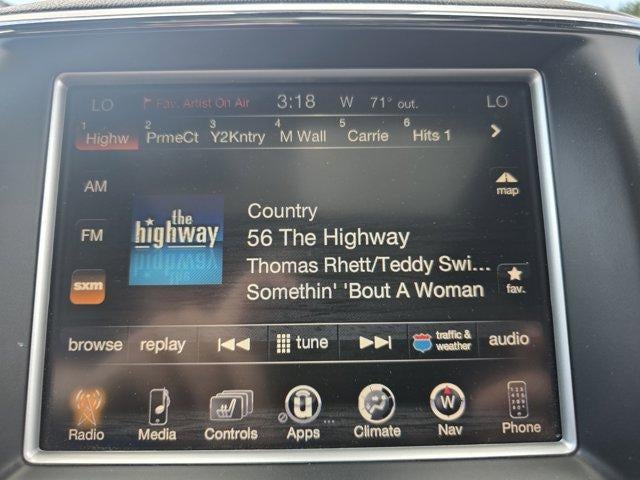 LO Fav. Artist On Air 3:18 W 71° out. LO
1 Highw 2 PrmeCt 3 Y2Kntry 4 M Wall 5 Carrie 6 Hits 1
AM
map
the
highway
Country
FM
56 The Highway
Thomas Rhett/Teddy Swi...
sxm
fav.
Somethin' 'Bout A Woman
browse replay tune traffic & weather audio
Radio Media Controls Apps ... Climate Nav Phone